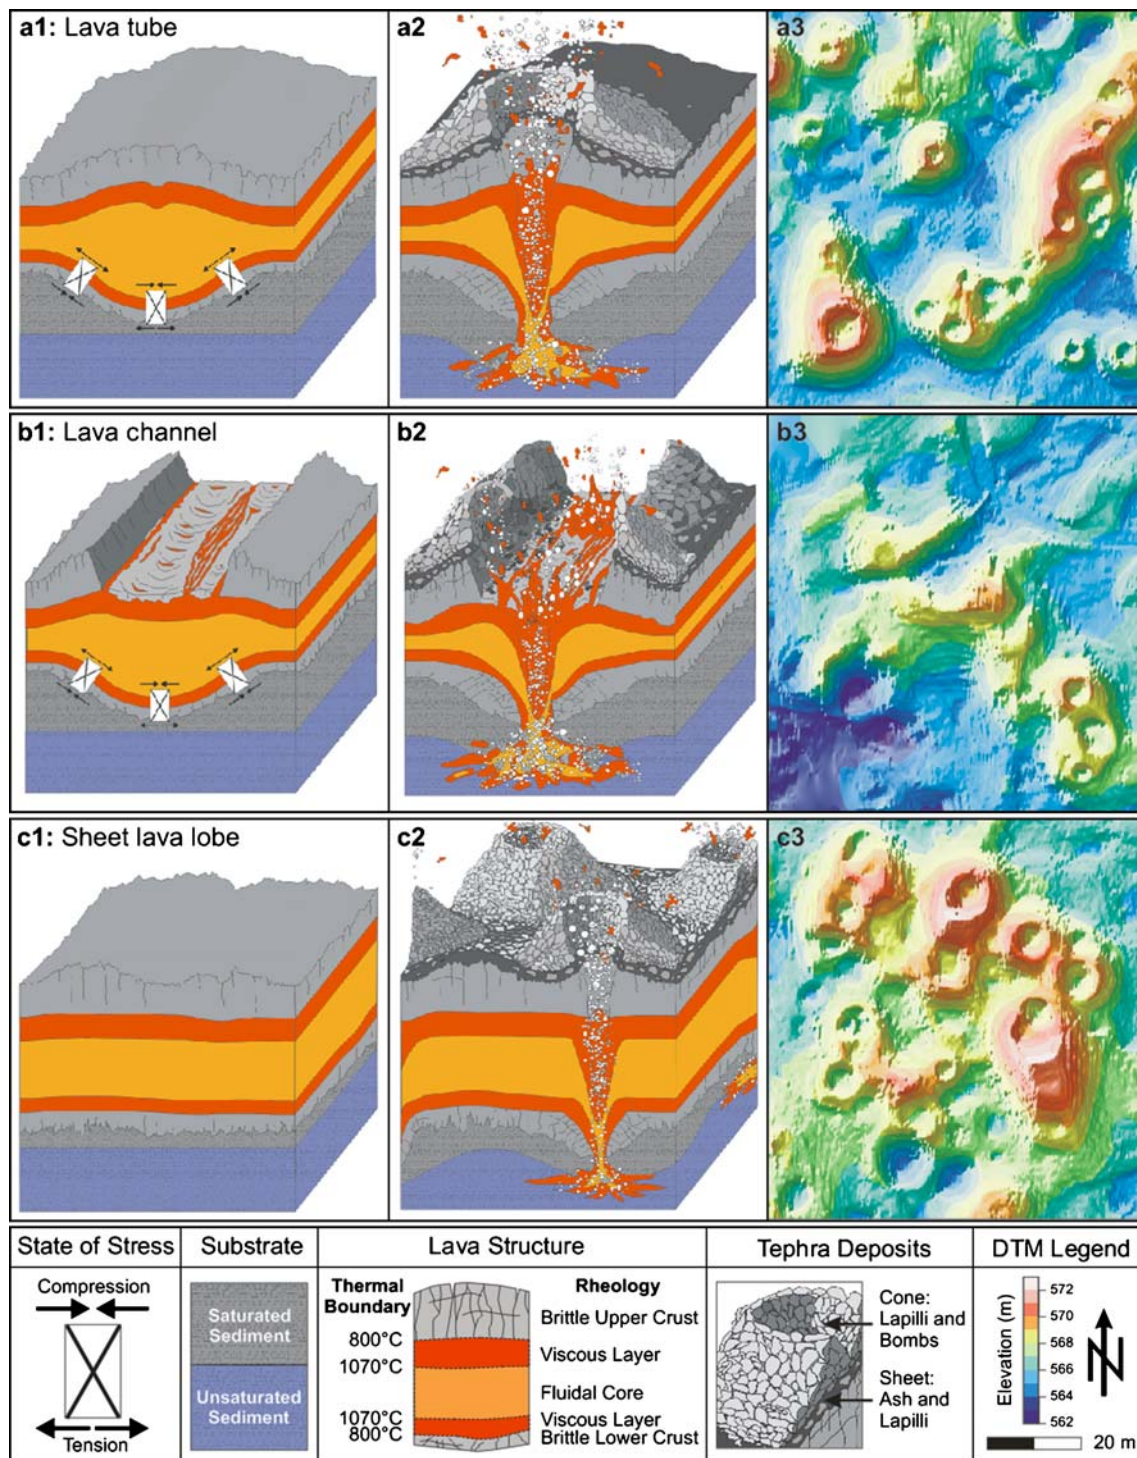 a1: Lava tube
a2
a3
b1: Lava channel
b2
b3
c1: Sheet lava lobe
c2
c3
State of Stress
Compression
Tension
Substrate
Saturated
Sediment
Unsaturated
Sediment
Lava Structure
Thermal
Boundary
800°C
1070°C
1070°C
800°C
Rheology
Brittle Upper Crust
Viscous Layer
Fluidal Core
Viscous Layer
Brittle Lower Crust
Tephra Deposits
Cone:
Lapilli and
Bombs
Sheet:
Ash and
Lapilli
DTM Legend
Elevation (m)
572
570
568
566
564
562
N
20 m